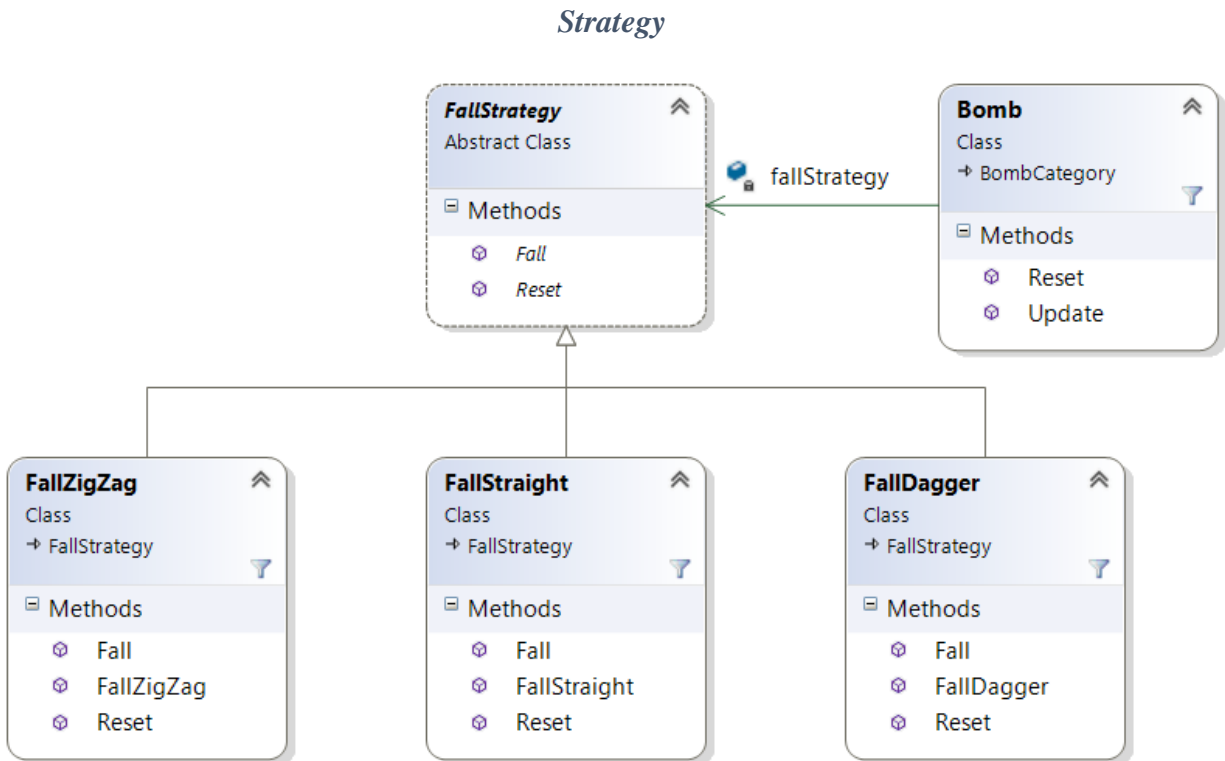 Strategy
FallStrategy
Abstract Class
Methods
Fall
Reset
fallStrategy
Bomb
Class
BombCategory
Methods
Reset
Update
FallZigZag
Class
FallStrategy
Methods
Fall
FallZigZag
Reset
FallStraight
Class
FallStrategy
Methods
Fall
FallStraight
Reset
FallDagger
Class
FallStrategy
Methods
Fall
FallDagger
Reset